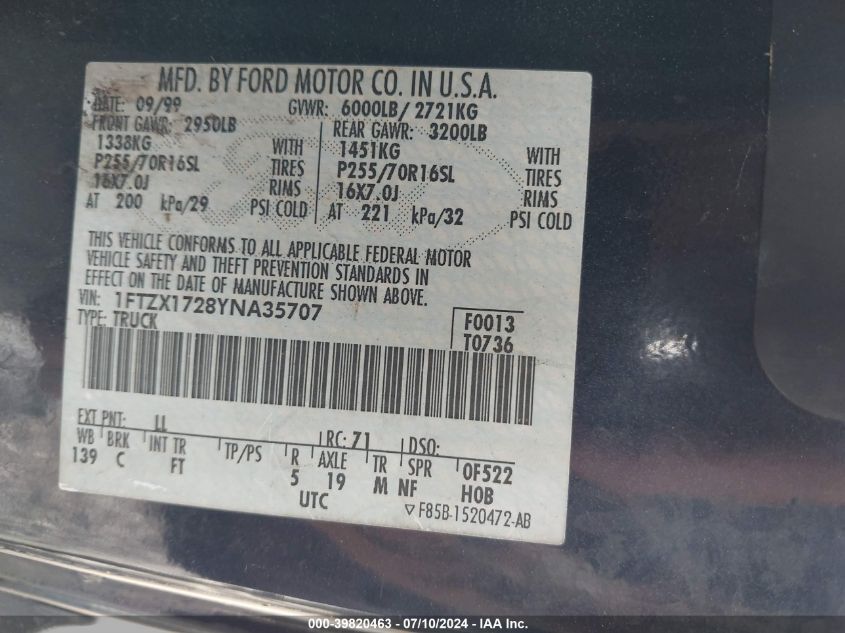 MFD. BY FORD MOTOR CO. IN U.S.A.
DATE: 09/99 GVWR: 6000LB/ 2721KG
FRONT GAWR: 2950LB REAR GAWR: 3200LB
1338KG WITH 1451KG WITH
P255/70R16SL TIRES P255/70R16SL TIRES
16X7.0J RIMS 16X7.0J RIMS
AT 200 kPa/29 PSI COLD AT 221 kPa/32 PSI COLD
THIS VEHICLE CONFORMS TO ALL APPLICABLE FEDERAL MOTOR
VEHICLE SAFETY AND THEFT PREVENTION STANDARDS IN
EFFECT ON THE DATE OF MANUFACTURE SHOWN ABOVE.
VIN: 1FTZX1728YNA35707
TYPE: TRUCK
F0013
T0736
EXT PNT: LL RC: 71 DSO:
WB BRK INT TR TP/PS R AXLE TR SPR 0F522
139 C FT 5 19 M NF H0B
UTC
▽F85B-1520472-AB
000-39820463 - 07/10/2024 - IAA Inc.